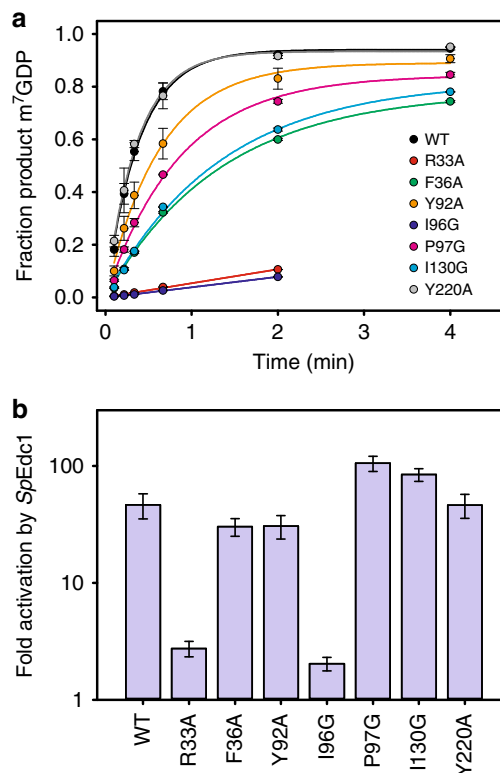 a
Fraction product m⁷GDP
1.0
0.8
0.6
0.4
0.2
0.0
WT
R33A
F36A
Y92A
I96G
P97G
I130G
Y220A
0 1 2 3 4
Time (min)
b
Fold activation by SpEdc1
100
10
1
WT R33A F36A Y92A I96G P97G I130G Y220A